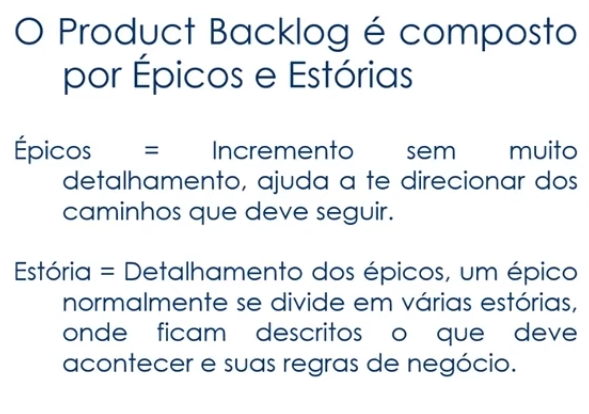 O Product Backlog é composto
por Épicos e Estórias
Épicos = Incremento sem muito
detalhamento, ajuda a te direcionar dos
caminhos que deve seguir.
Estória = Detalhamento dos épicos, um épico
normalmente se divide em várias estórias,
onde ficam descritos o que deve
acontecer e suas regras de negócio.